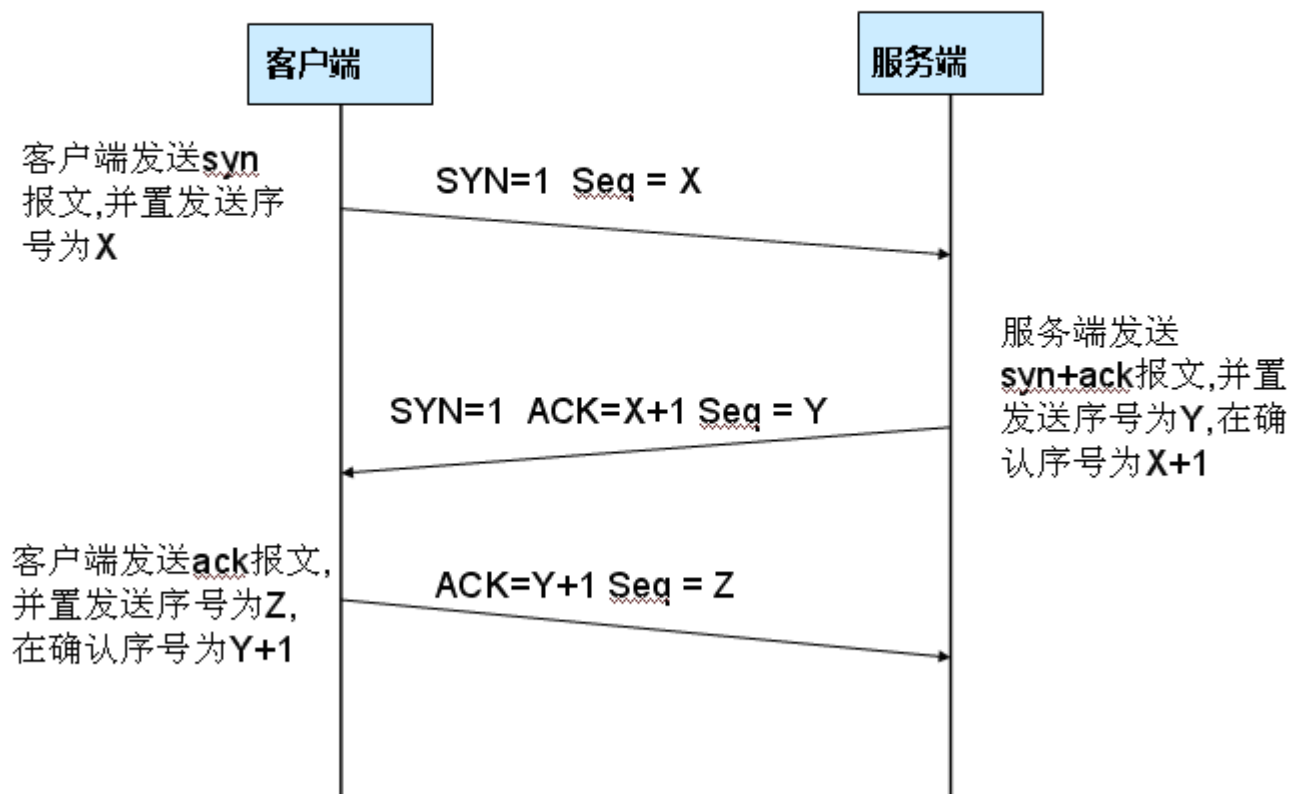 客户端
服务端
客户端发送syn
报文,并置发送序
号为X
SYN=1 Seq = X
服务端发送
syn+ack报文,并置
发送序号为Y,在确
认序号为X+1
SYN=1 ACK=X+1 Seq = Y
客户端发送ack报文,
并置发送序号为Z,
在确认序号为Y+1
ACK=Y+1 Seq = Z